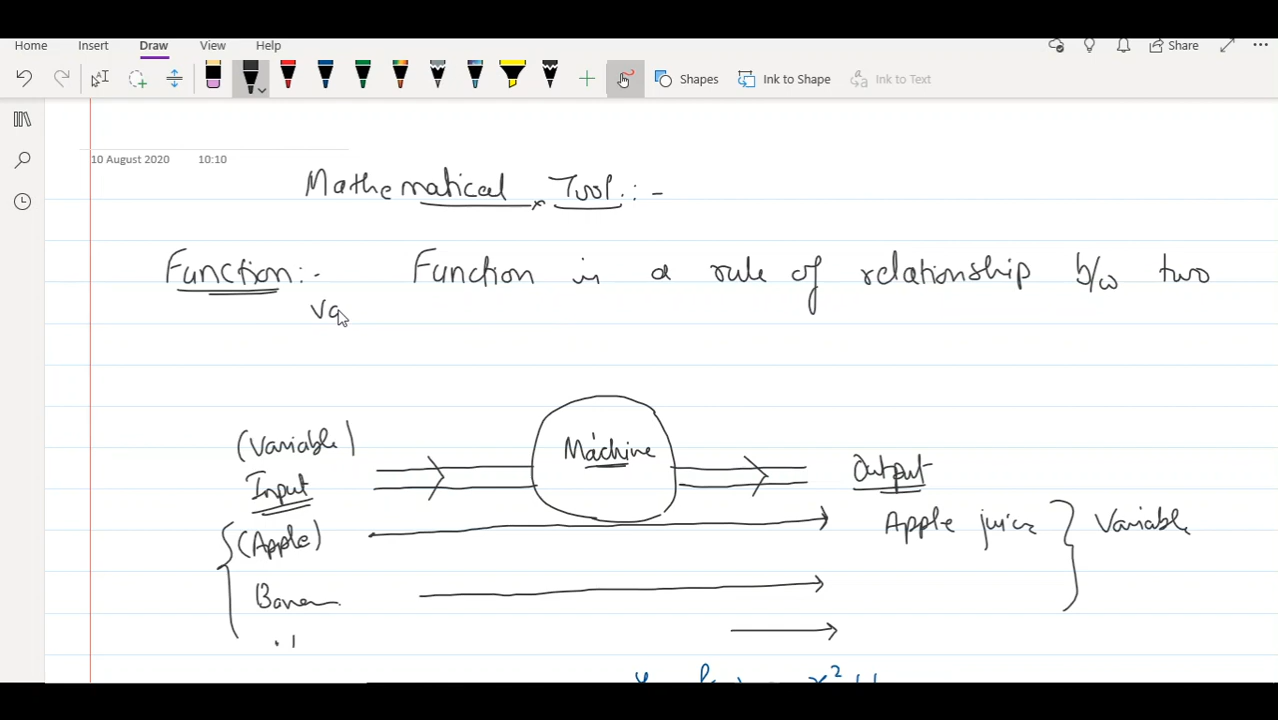 Home Insert Draw View Help Share
Shapes Ink to Shape Ink to Text
10 August 2020 10:10
Mathematical Tool :-
Function:- Function is a rule of relationship b/w two
va
(Variable)
Machine
Input
Output
(Apple)
Apple juice
Variable